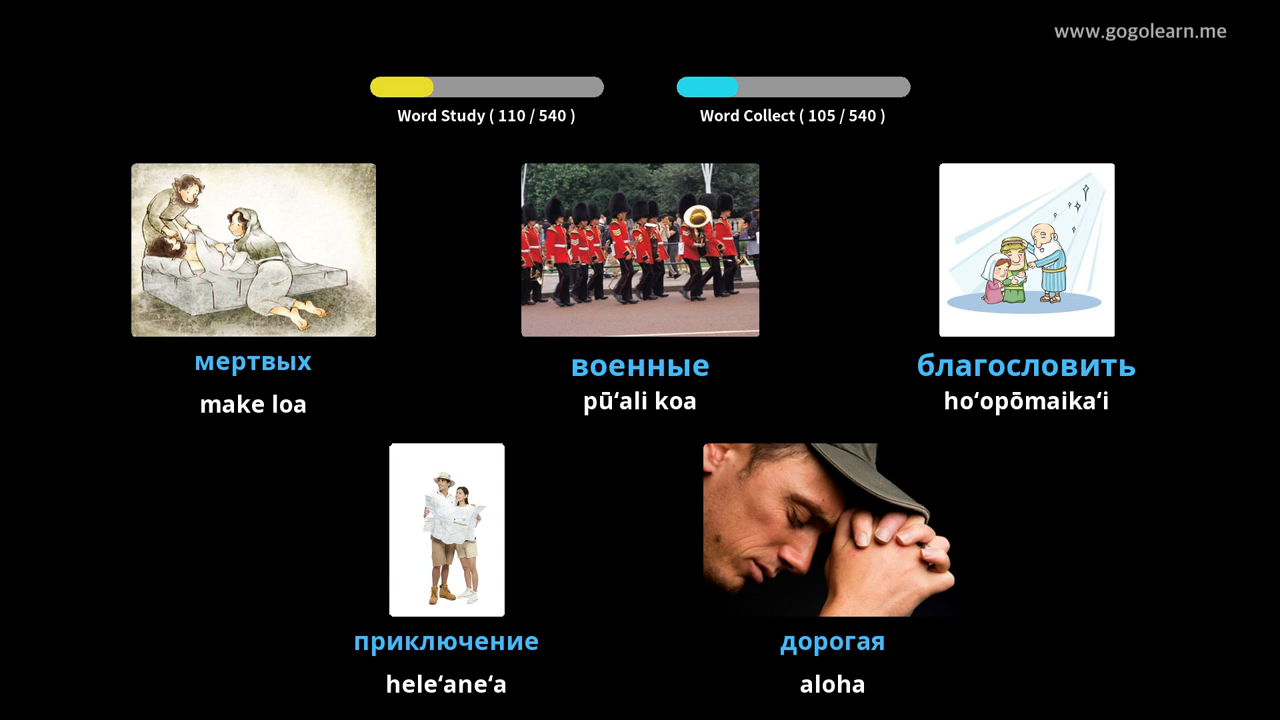 www.gogolearn.me
Word Study ( 110 / 540 )
Word Collect ( 105 / 540 )
мертвых
make loa
военные
pūʻali koa
благословить
hoʻopōmaikaʻi
приключение
heleʻaneʻa
дорогая
aloha